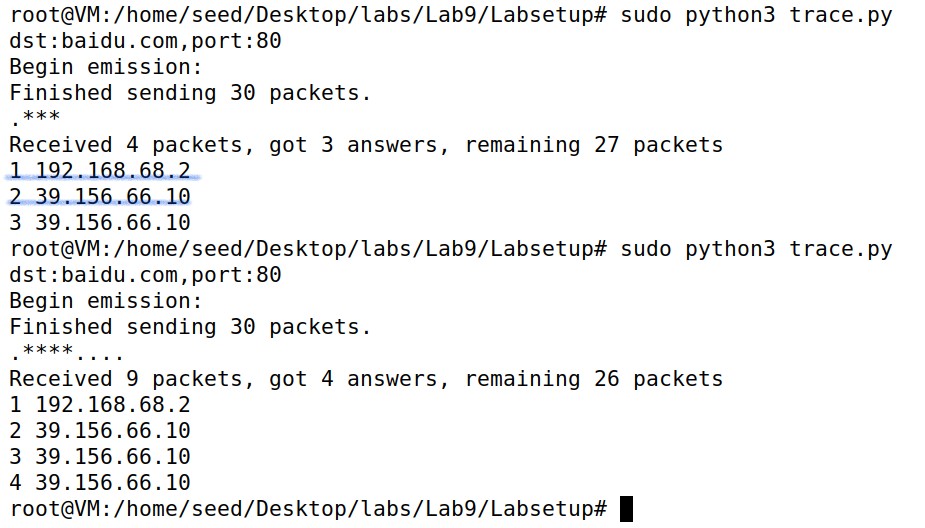 root@VM:/home/seed/Desktop/labs/Lab9/Labsetup# sudo python3 trace.py
dst:baidu.com,port:80
Begin emission:
Finished sending 30 packets.
.***
Received 4 packets, got 3 answers, remaining 27 packets
1 192.168.68.2
2 39.156.66.10
3 39.156.66.10
root@VM:/home/seed/Desktop/labs/Lab9/Labsetup# sudo python3 trace.py
dst:baidu.com,port:80
Begin emission:
Finished sending 30 packets.
.****....
Received 9 packets, got 4 answers, remaining 26 packets
1 192.168.68.2
2 39.156.66.10
3 39.156.66.10
4 39.156.66.10
root@VM:/home/seed/Desktop/labs/Lab9/Labsetup#